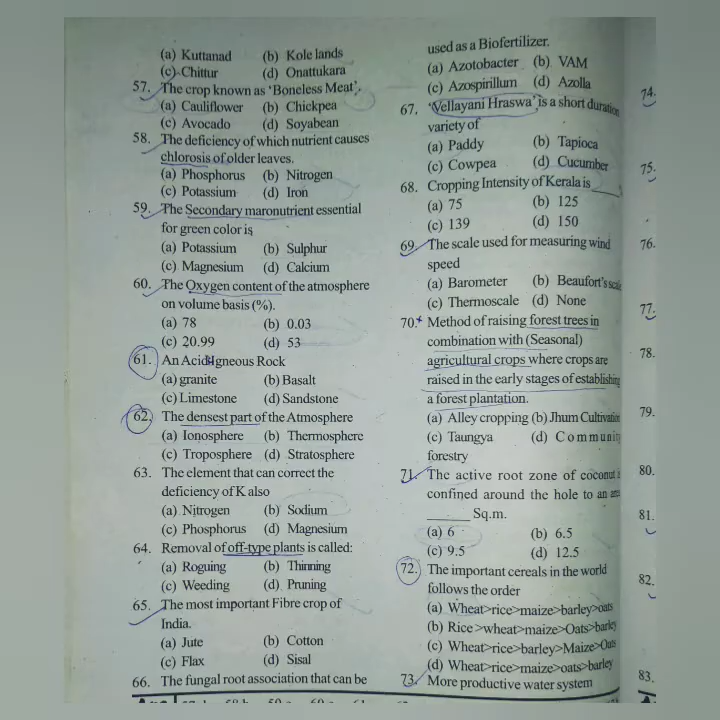 (a) Kuttanad (b) Kole lands
(c) Chittur (d) Onattukara
57. The crop known as 'Boneless Meat'.
(a) Cauliflower (b) Chickpea
(c) Avocado (d) Soyabean
58. The deficiency of which nutrient causes
chlorosis of older leaves.
(a) Phosphorus (b) Nitrogen
(c) Potassium (d) Iron
59. The Secondary maronutrient essential
for green color is
(a) Potassium (b) Sulphur
(c) Magnesium (d) Calcium
60. The Oxygen content of the atmosphere
on volume basis (%).
(a) 78 (b) 0.03
(c) 20.99 (d) 53
61. An Acid Igneous Rock
(a) granite (b) Basalt
(c) Limestone (d) Sandstone
62. The densest part of the Atmosphere
(a) Ionosphere (b) Thermosphere
(c) Troposphere (d) Stratosphere
63. The element that can correct the
deficiency of K also
(a) Nitrogen (b) Sodium
(c) Phosphorus (d) Magnesium
64. Removal of off-type plants is called:
(a) Roguing (b) Thinning
(c) Weeding (d) Pruning
65. The most important Fibre crop of
India.
(a) Jute (b) Cotton
(c) Flax (d) Sisal
66. The fungal root association that can be
used as a Biofertilizer.
(a) Azotobacter (b) VAM
(c) Azospirillum (d) Azolla
67. 'Vellayani Hraswa' is a short duration
variety of
(a) Paddy (b) Tapioca
(c) Cowpea (d) Cucumber
68. Cropping Intensity of Kerala is ____
(a) 75 (b) 125
(c) 139 (d) 150
69. The scale used for measuring wind
speed
(a) Barometer (b) Beaufort's scale
(c) Thermoscale (d) None
70. Method of raising forest trees in
combination with (Seasonal)
agricultural crops where crops are
raised in the early stages of establishing
a forest plantation.
(a) Alley cropping (b) Jhum Cultivation
(c) Taungya (d) Communit
forestry
71. The active root zone of coconut
confined around the hole to an
______ Sq.m.
(a) 6 (b) 6.5
(c) 9.5 (d) 12.5
72. The important cereals in the world
follows the order
(a) Wheat>rice>maize>barley>oats
(b) Rice>wheat>maize>Oats>barley
(c) Wheat>rice>barley>Maize>Oats
(d) Wheat>rice>maize>oats>barley
73. More productive water system
74.
75.
76.
77.
78.
79.
80.
81.
82.
83.